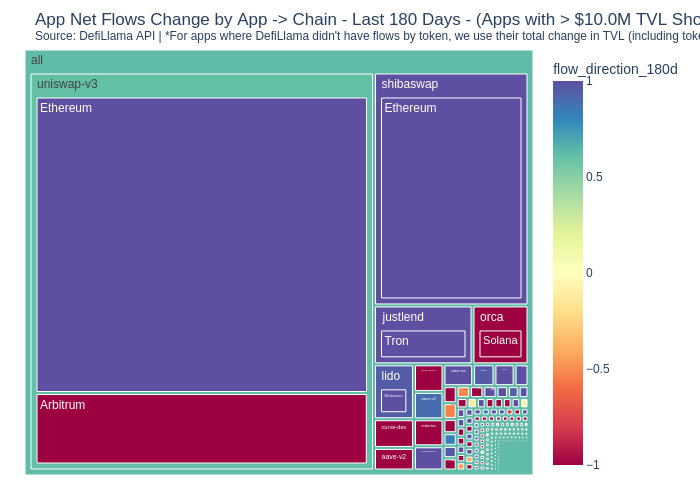 App Net Flows Change by App -> Chain - Last 180 Days - (Apps with > $10.0M TVL Sho
Source: DefiLlama API | *For apps where DefiLlama didn't have flows by token, we use their total change in TVL (including toke
all
uniswap-v3
Ethereum
Arbitrum
shibaswap
Ethereum
justlend
Tron
orca
Solana
lido
Ethereum
curve-dex
aave-v2
aave-v3
flow_direction_180d
1
0.5
0
−0.5
−1